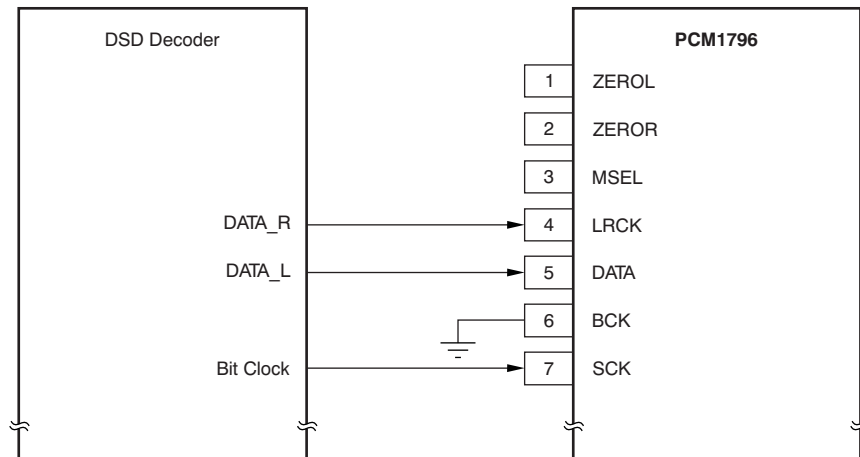 DSD Decoder
PCM1796
1 ZEROL
2 ZEROR
3 MSEL
DATA_R 4 LRCK
DATA_L 5 DATA
6 BCK
Bit Clock 7 SCK